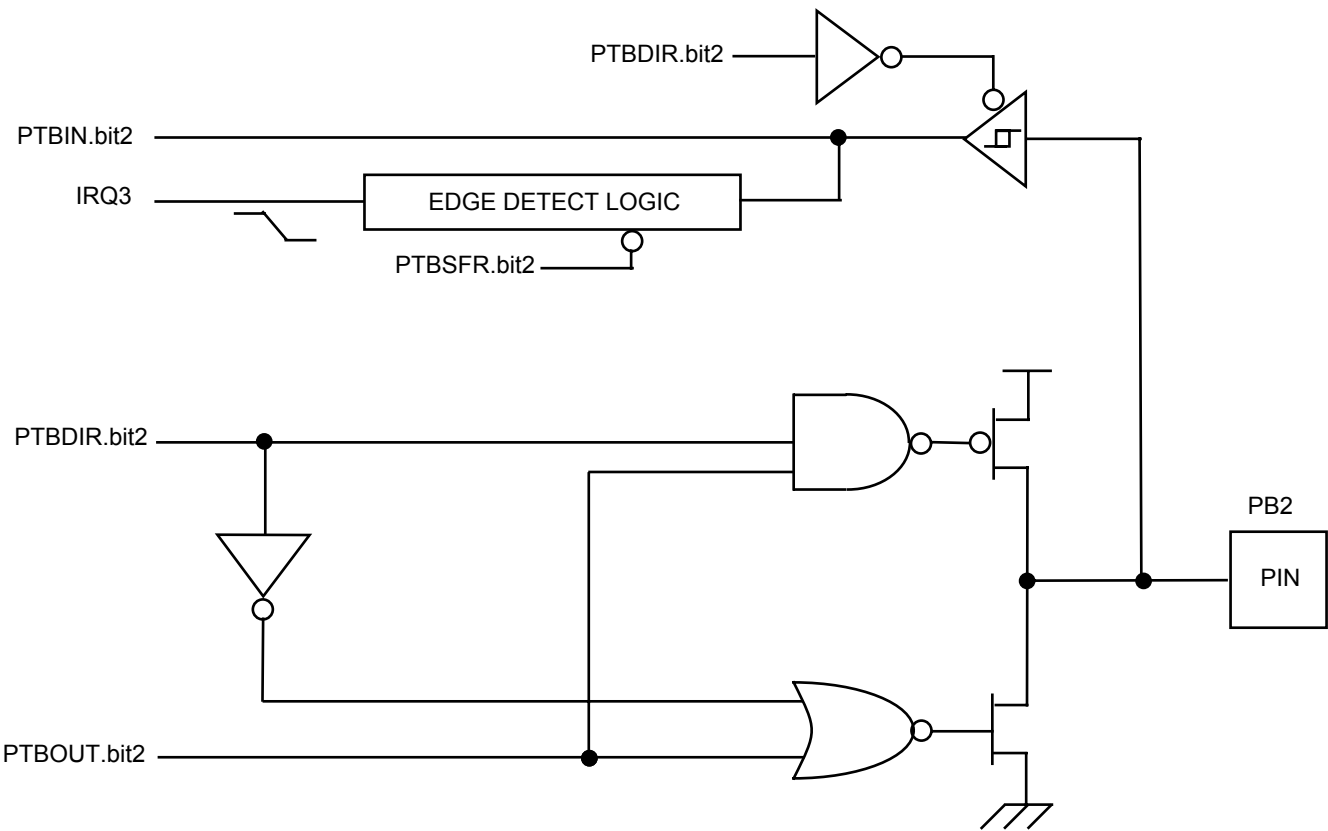 PTBDIR.bit2
PTBIN.bit2
IRQ3
EDGE DETECT LOGIC
PTBSFR.bit2
PTBDIR.bit2
PB2
PIN
PTBOUT.bit2